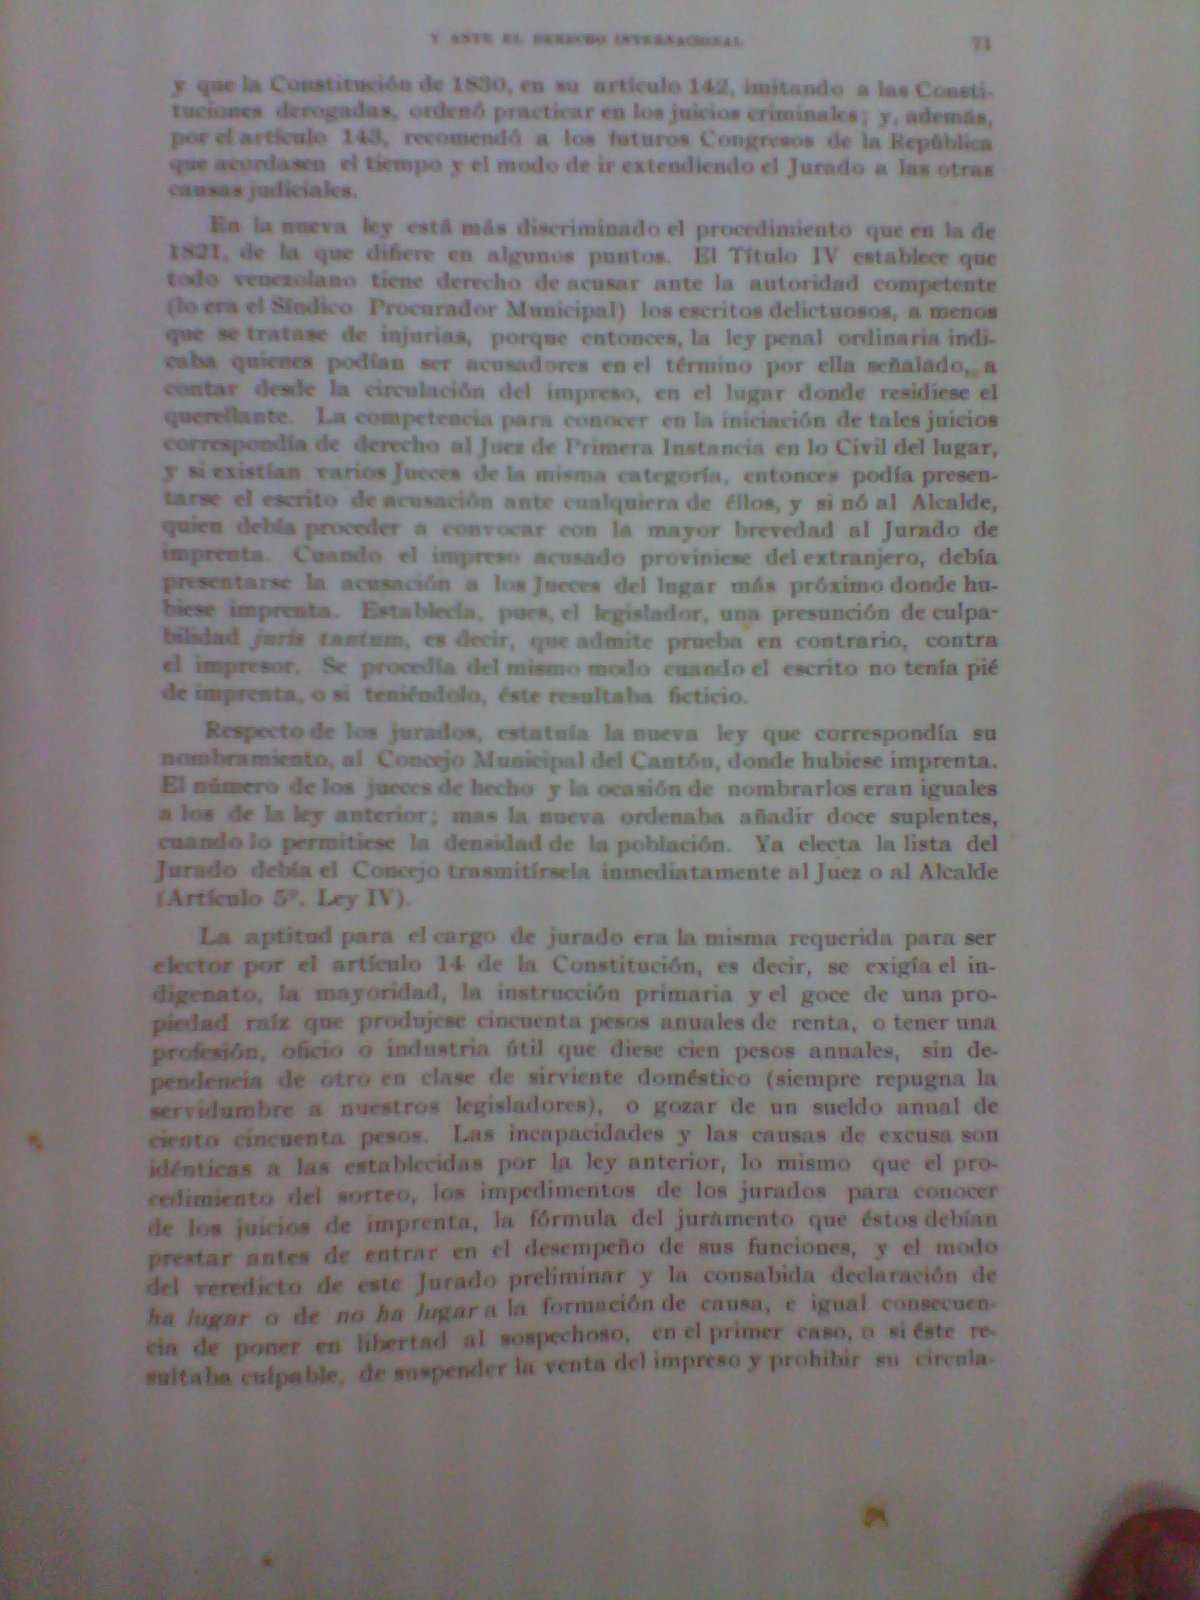 Y ANTE EL DERECHO INTERNACIONAL 71
y que la Constitución de 1830, en su artículo 142, imitando a las Consti-
tuciones derogadas, ordenó practicar en los juicios criminales; y, además,
por el artículo 143, recomendó a los futuros Congresos de la República
que acordasen el tiempo y el modo de ir extendiendo el Jurado a las otras
causas judiciales.
En la nueva ley está más discriminado el procedimiento que en la de
1821, de la que difiere en algunos puntos. El Título IV establece que
todo venezolano tiene derecho de acusar ante la autoridad competente
(lo era el Síndico Procurador Municipal) los escritos delictuosos, a menos
que se tratase de injurias, porque entonces, la ley penal ordinaria indi-
caba quienes podían ser acusadores en el término por ella señalado, a
contar desde la circulación del impreso, en el lugar donde residiese el
querellante. La competencia para conocer en la iniciación de tales juicios
correspondía de derecho al Juez de Primera Instancia en lo Civil del lugar,
y si existían varios Jueces de la misma categoría, entonces podía presen-
tarse el escrito de acusación ante cualquiera de éllos, y si nó al Alcalde,
quien debía proceder a convocar con la mayor brevedad al Jurado de
imprenta. Cuando el impreso acusado proviniese del extranjero, debía
presentarse la acusación a los Jueces del lugar más próximo donde hu-
biese imprenta. Establecía, pues, el legislador, una presunción de culpa-
bilidad juris tantum, es decir, que admite prueba en contrario, contra
el impresor. Se procedía del mismo modo cuando el escrito no tenía pié
de imprenta, o si teniéndolo, éste resultaba ficticio.
Respecto de los jurados, estatuía la nueva ley que correspondía su
nombramiento, al Concejo Municipal del Cantón, donde hubiese imprenta.
El número de los jueces de hecho y la ocasión de nombrarlos eran iguales
a los de la ley anterior; mas la nueva ordenaba añadir doce suplentes,
cuando lo permitiese la densidad de la población. Ya electa la lista del
Jurado debía el Concejo trasmitírsela inmediatamente al Juez o al Alcalde
(Artículo 5º. Ley IV).
La aptitud para el cargo de jurado era la misma requerida para ser
elector por el artículo 14 de la Constitución, es decir, se exigía el in-
digenato, la mayoridad, la instrucción primaria y el goce de una pro-
piedad raíz que produjese cincuenta pesos anuales de renta, o tener una
profesión, oficio o industria útil que diese cien pesos anuales, sin de-
pendencia de otro en clase de sirviente doméstico (siempre repugna la
servidumbre a nuestros legisladores), o gozar de un sueldo anual de
ciento cincuenta pesos. Las incapacidades y las causas de excusa son
idénticas a las establecidas por la ley anterior, lo mismo que el pro-
cedimiento del sorteo, los impedimentos de los jurados para conocer
de los juicios de imprenta, la fórmula del juramento que éstos debían
prestar antes de entrar en el desempeño de sus funciones, y el modo
del veredicto de este Jurado preliminar y la consabida declaración de
ha lugar o de no ha lugar a la formación de causa, e igual consecuen-
cia de poner en libertad al sospechoso, en el primer caso, o si éste re-
sultaba culpable, de suspender la venta del impreso y prohibir su circula-